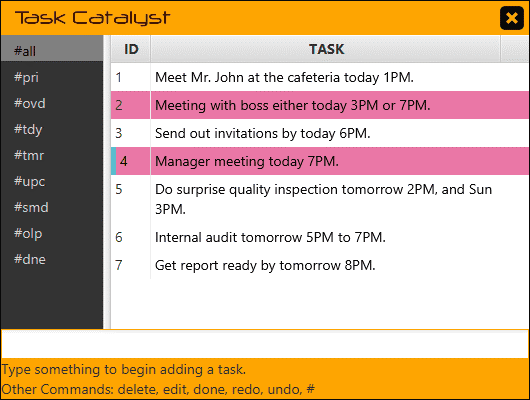 Task Catalyst
#all
#pri
#ovd
#tdy
#tmr
#upc
#smd
#olp
#dne
ID TASK
1 Meet Mr. John at the cafeteria today 1PM.
2 Meeting with boss either today 3PM or 7PM.
3 Send out invitations by today 6PM.
4 Manager meeting today 7PM.
5 Do surprise quality inspection tomorrow 2PM, and Sun
3PM.
6 Internal audit tomorrow 5PM to 7PM.
7 Get report ready by tomorrow 8PM.
Type something to begin adding a task.
Other Commands: delete, edit, done, redo, undo, #